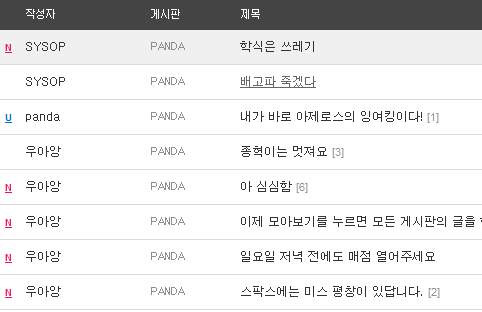 작성자 게시판 제목
N SYSOP PANDA 학식은 쓰레기
SYSOP PANDA 배고파 죽겠다
U panda PANDA 내가 바로 아제로스의 잉여킹이다! [1]
우아앙 PANDA 종혁이는 멋져요 [3]
N 우아앙 PANDA 아 심심함 [6]
N 우아앙 PANDA 이제 모아보기를 누르면 모든 게시판의 글을
N 우아앙 PANDA 일요일 저녁 전에도 매점 열어주세요
N 우아앙 PANDA 스팍스에는 미스 평창이 있답니다. [2]